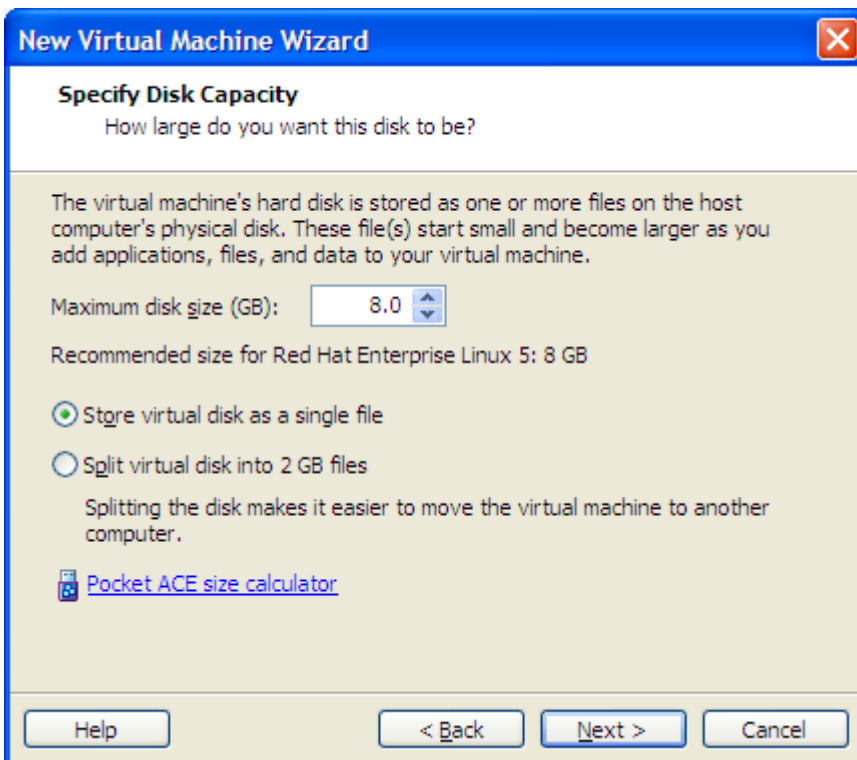 New Virtual Machine Wizard
Specify Disk Capacity
How large do you want this disk to be?
The virtual machine's hard disk is stored as one or more files on the host
computer's physical disk. These file(s) start small and become larger as you
add applications, files, and data to your virtual machine.
Maximum disk size (GB): 8.0
Recommended size for Red Hat Enterprise Linux 5: 8 GB
Store virtual disk as a single file
Split virtual disk into 2 GB files
Splitting the disk makes it easier to move the virtual machine to another
computer.
Pocket ACE size calculator
Help < Back Next > Cancel